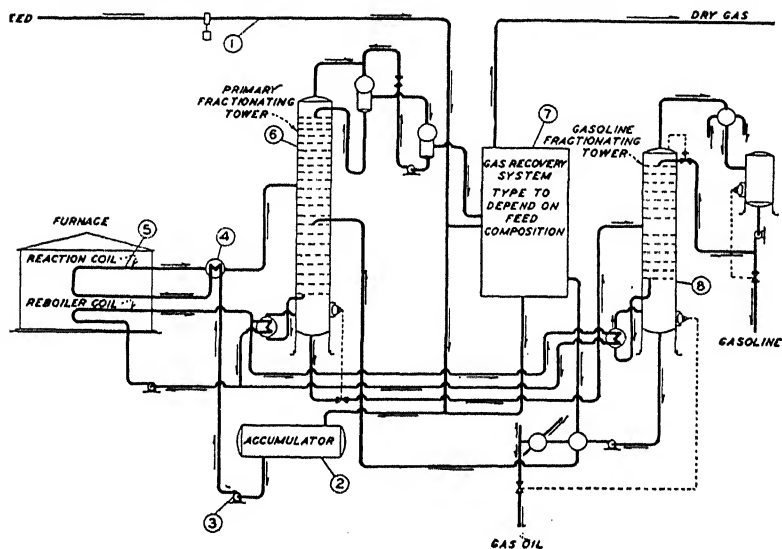 EED
1
DRY GAS
PRIMARY
FRACTIONATING
TOWER
6
7
GAS RECOVERY
SYSTEM
TYPE TO
DEPEND ON
FEED
COMPOSITION
GASOLINE
FRACTIONATING
TOWER
FURNACE
5
4
REACTION COIL
REBOILER COIL
8
GASOLINE
ACCUMULATOR
2
3
GAS OIL